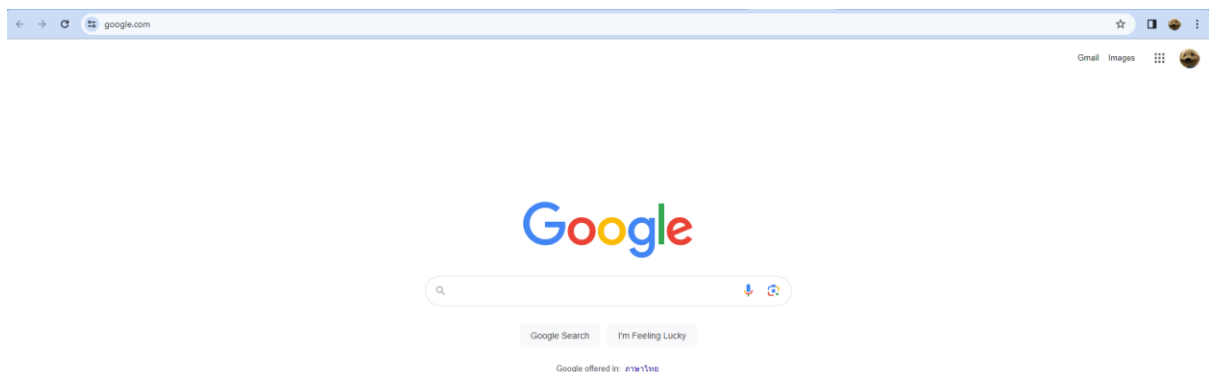 google.com
Gmail Images
Google
Google Search I'm Feeling Lucky
Google offered in: ภาษาไทย